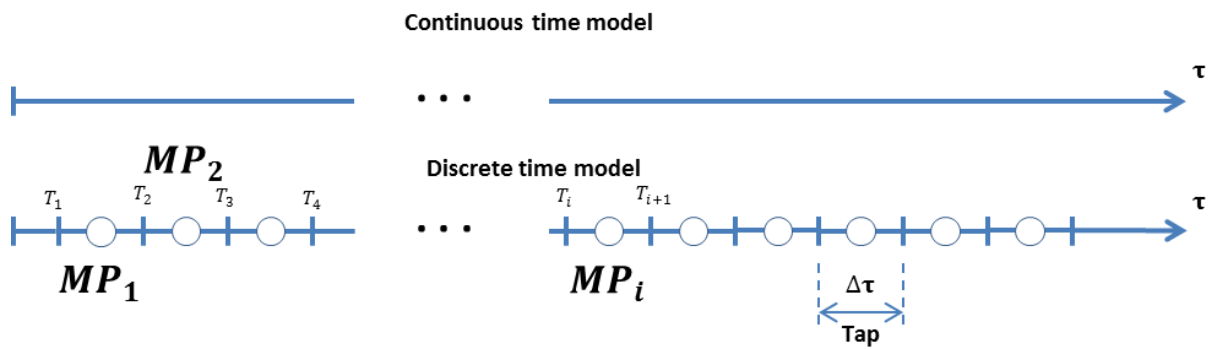 Continuous time model
τ
• • •
MP₂
Discrete time model
T₁ T₂ T₃ T₄ Tᵢ Tᵢ₊₁ τ
• • •
MP₁ MPᵢ Δτ
Tap